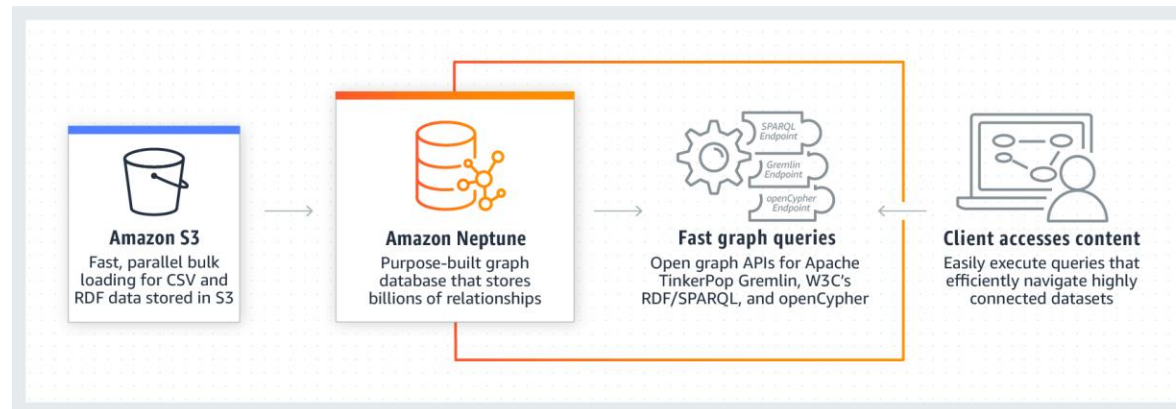 Amazon S3
Fast, parallel bulk
loading for CSV and
RDF data stored in S3
Amazon Neptune
Purpose-built graph
database that stores
billions of relationships
SPARQL
Endpoint
Gremlin
Endpoint
openCypher
Endpoint
Fast graph queries
Open graph APIs for Apache
TinkerPop Gremlin, W3C's
RDF/SPARQL, and openCypher
Client accesses content
Easily execute queries that
efficiently navigate highly
connected datasets